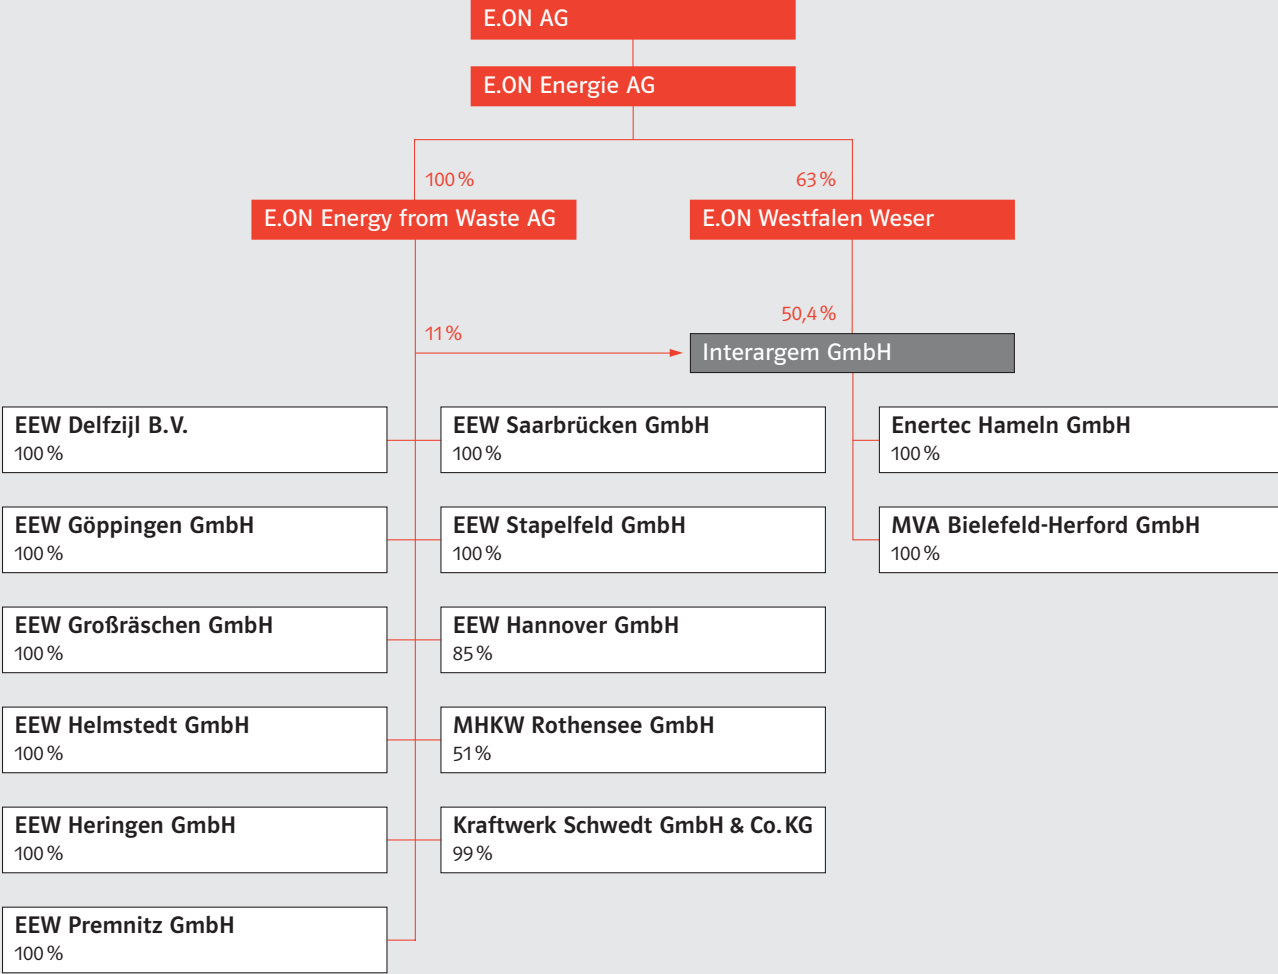 E.ON AG
E.ON Energie AG
100 %
63 %
E.ON Energy from Waste AG
E.ON Westfalen Weser
50,4 %
11 %
Interargem GmbH
EEW Delfzijl B.V.
100 %
EEW Saarbrücken GmbH
100 %
Enertec Hameln GmbH
100 %
EEW Göppingen GmbH
100 %
EEW Stapelfeld GmbH
100 %
MVA Bielefeld-Herford GmbH
100 %
EEW Großräschen GmbH
100 %
EEW Hannover GmbH
85 %
EEW Helmstedt GmbH
100 %
MHKW Rothensee GmbH
51 %
EEW Heringen GmbH
100 %
Kraftwerk Schwedt GmbH & Co. KG
99 %
EEW Premnitz GmbH
100 %